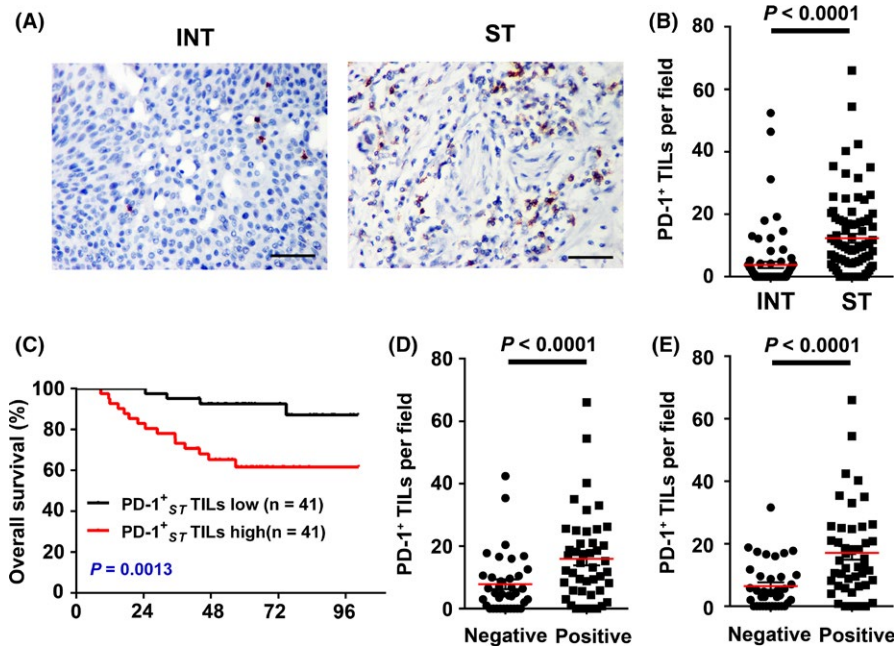 (A)
INT
ST
(B)
P < 0.0001
PD-1+ TILs per field
80
60
40
20
0
INT
ST
(C)
Overall survival (%)
100
80
60
40
20
0
PD-1+ST TILs low (n = 41)
PD-1+ST TILs high(n = 41)
P = 0.0013
0
24
48
72
96
(D)
P < 0.0001
PD-1+ TILs per field
80
60
40
20
0
Negative
Positive
(E)
P < 0.0001
PD-1+ TILs per field
80
60
40
20
0
Negative
Positive